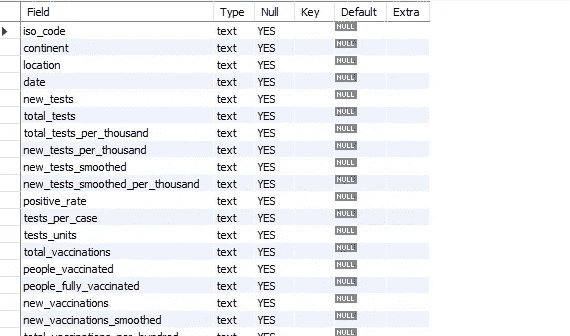 Field Type Null Key Default Extra
iso_code text YES NULL
continent text YES NULL
location text YES NULL
date text YES NULL
new_tests text YES NULL
total_tests text YES NULL
total_tests_per_thousand text YES NULL
new_tests_per_thousand text YES NULL
new_tests_smoothed text YES NULL
new_tests_smoothed_per_thousand text YES NULL
positive_rate text YES NULL
tests_per_case text YES NULL
tests_units text YES NULL
total_vaccinations text YES NULL
people_vaccinated text YES NULL
people_fully_vaccinated text YES NULL
new_vaccinations text YES NULL
new_vaccinations_smoothed text YES NULL
total_vaccinations_per_hundred text YES NULL